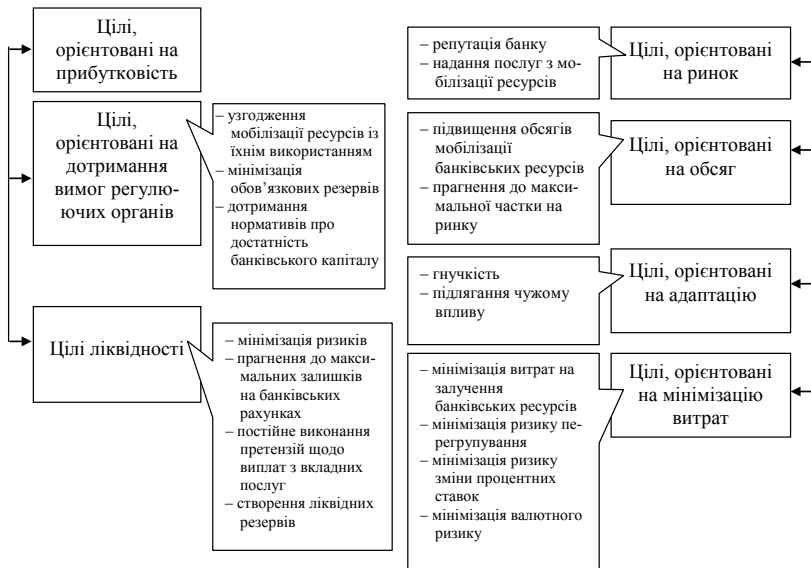 Цілі,
орієнтовані на
прибутковість
Цілі,
орієнтовані на
дотримання
вимог регулю-
ючих органів
– узгодження
мобілізації ресурсів із
їхнім використанням
– мінімізація
обов’язкових резервів
– дотримання
нормативів про
достатність
банківського капіталу
Цілі ліквідності
– мінімізація ризиків
– прагнення до макси-
мальних залишків
на банківських
рахунках
– постійне виконання
претензій щодо
виплат з вкладних
послуг
– створення ліквідних
резервів
– репутація банку
– надання послуг з мо-
білізації ресурсів
Цілі, орієнтовані
на ринок
– підвищення обсягів
мобілізації
банківських ресурсів
– прагнення до макси-
мальної частки на
ринку
Цілі, орієнтовані
на обсяг
– гнучкість
– підлягання чужому
впливу
Цілі, орієнтовані
на адаптацію
– мінімізація витрат на
залучення
банківських ресурсів
– мінімізація ризику пе-
регрупування
– мінімізація ризику
зміни процентних
ставок
– мінімізація валютного
ризику
Цілі, орієнтовані
на мінімізацію
витрат